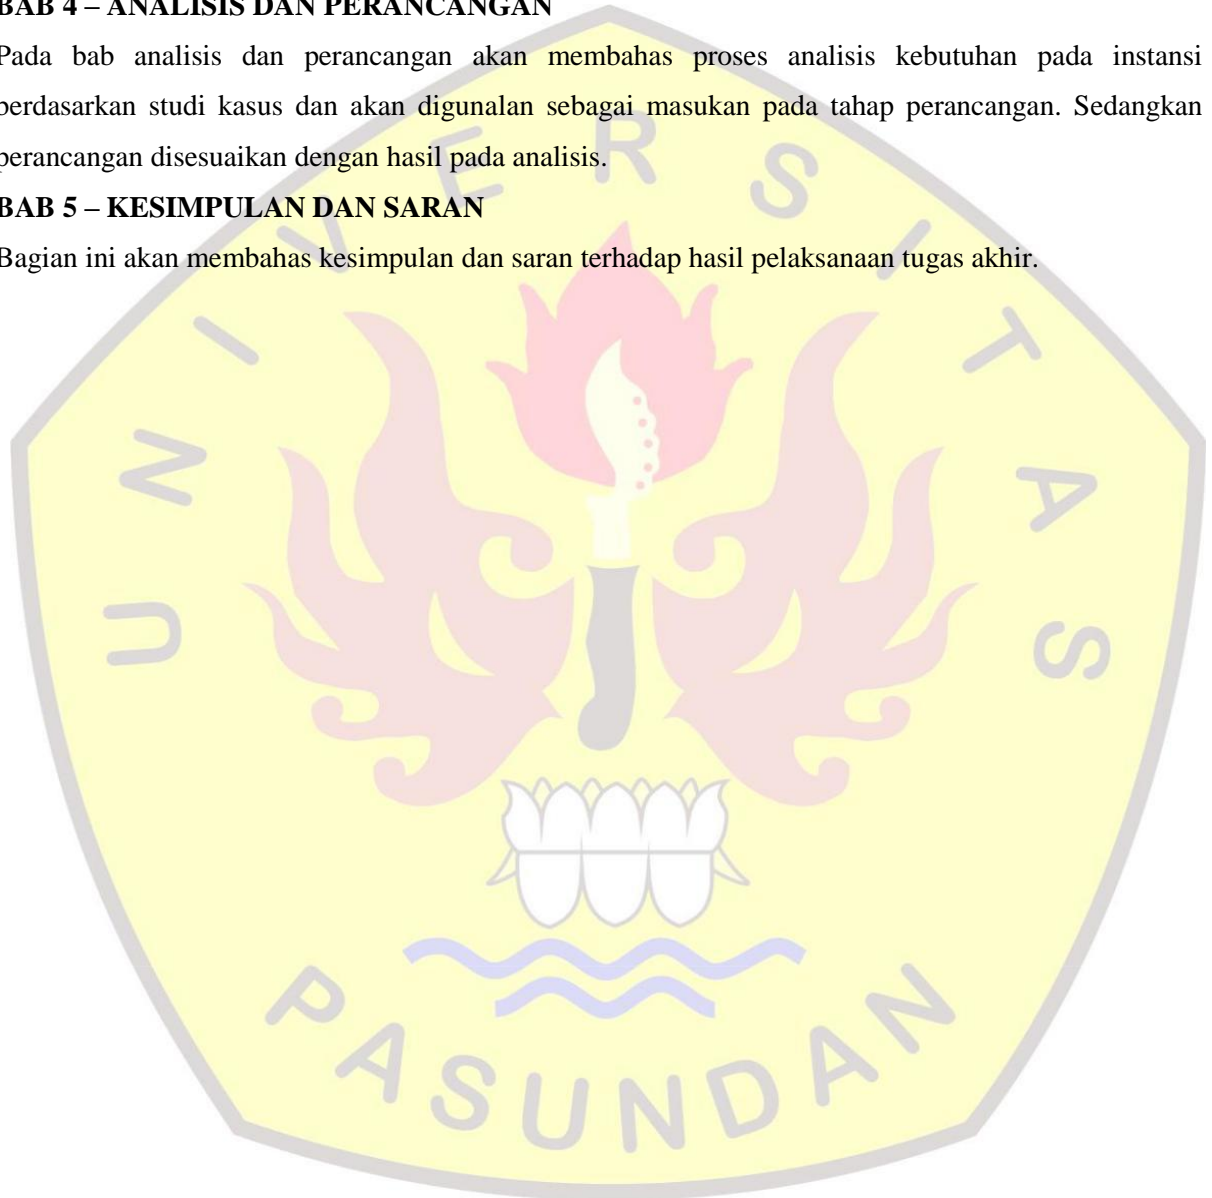 BAB 4 – ANALISIS DAN PERANCANGAN
Pada bab analisis dan perancangan akan membahas proses analisis kebutuhan pada instansi
berdasarkan studi kasus dan akan digunalan sebagai masukan pada tahap perancangan. Sedangkan
perancangan disesuaikan dengan hasil pada analisis.
BAB 5 – KESIMPULAN DAN SARAN
Bagian ini akan membahas kesimpulan dan saran terhadap hasil pelaksanaan tugas akhir.
UNIVERSITAS
PASUNDAN